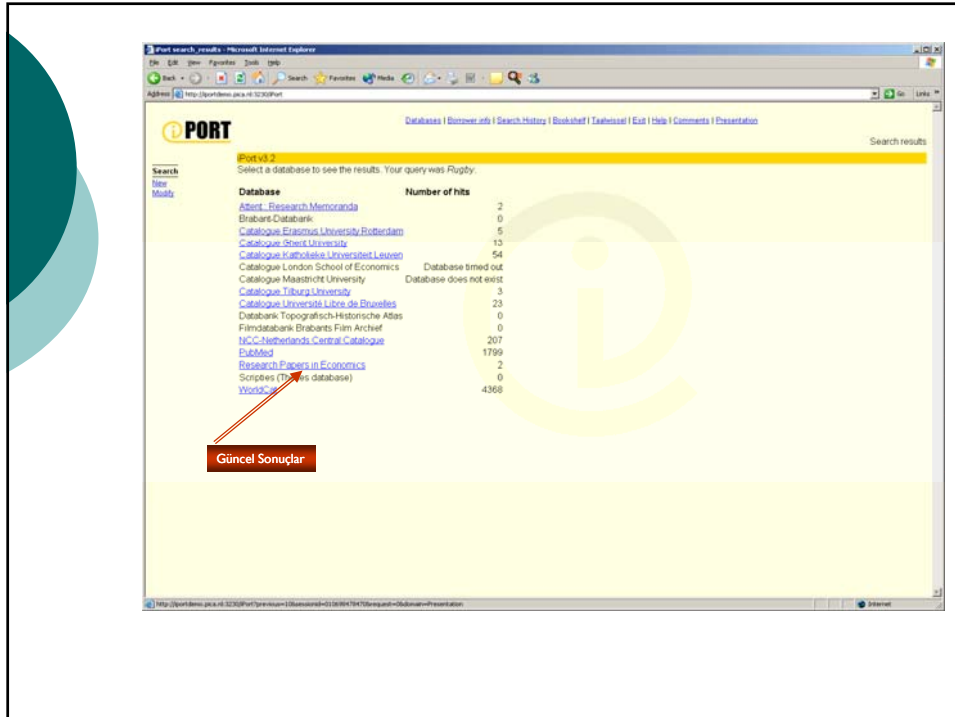 iPort search_results - Microsoft Internet Explorer
File Edit View Favorites Tools Help
Back Search Favorites Media
Address http://iportdemo.pica.nl:3230/iPort Go Links
iPORT
Databases | Borrower info | Search History | Bookshelf | Taalwissel | Exit | Help | Comments | Presentation
Search results
iPort v3.2
Search
New
Modify
Select a database to see the results. Your query was Rugby.
Database Number of hits
Attent: Research Memoranda 2
Brabant-Databank 0
Catalogue Erasmus University Rotterdam 5
Catalogue Ghent University 13
Catalogue Katholieke Universiteit Leuven 54
Catalogue London School of Economics Database timed out
Catalogue Maastricht University Database does not exist
Catalogue Tilburg University 3
Catalogue Université Libre de Bruxelles 23
Databank Topografisch-Historische Atlas 0
Filmdatabank Brabants Film Archief 0
NCC-Netherlands Central Catalogue 207
PubMed 1799
Research Papers in Economics 2
Scripties (Theses database) 0
WorldCat 4368
Güncel Sonuçlar
Internet